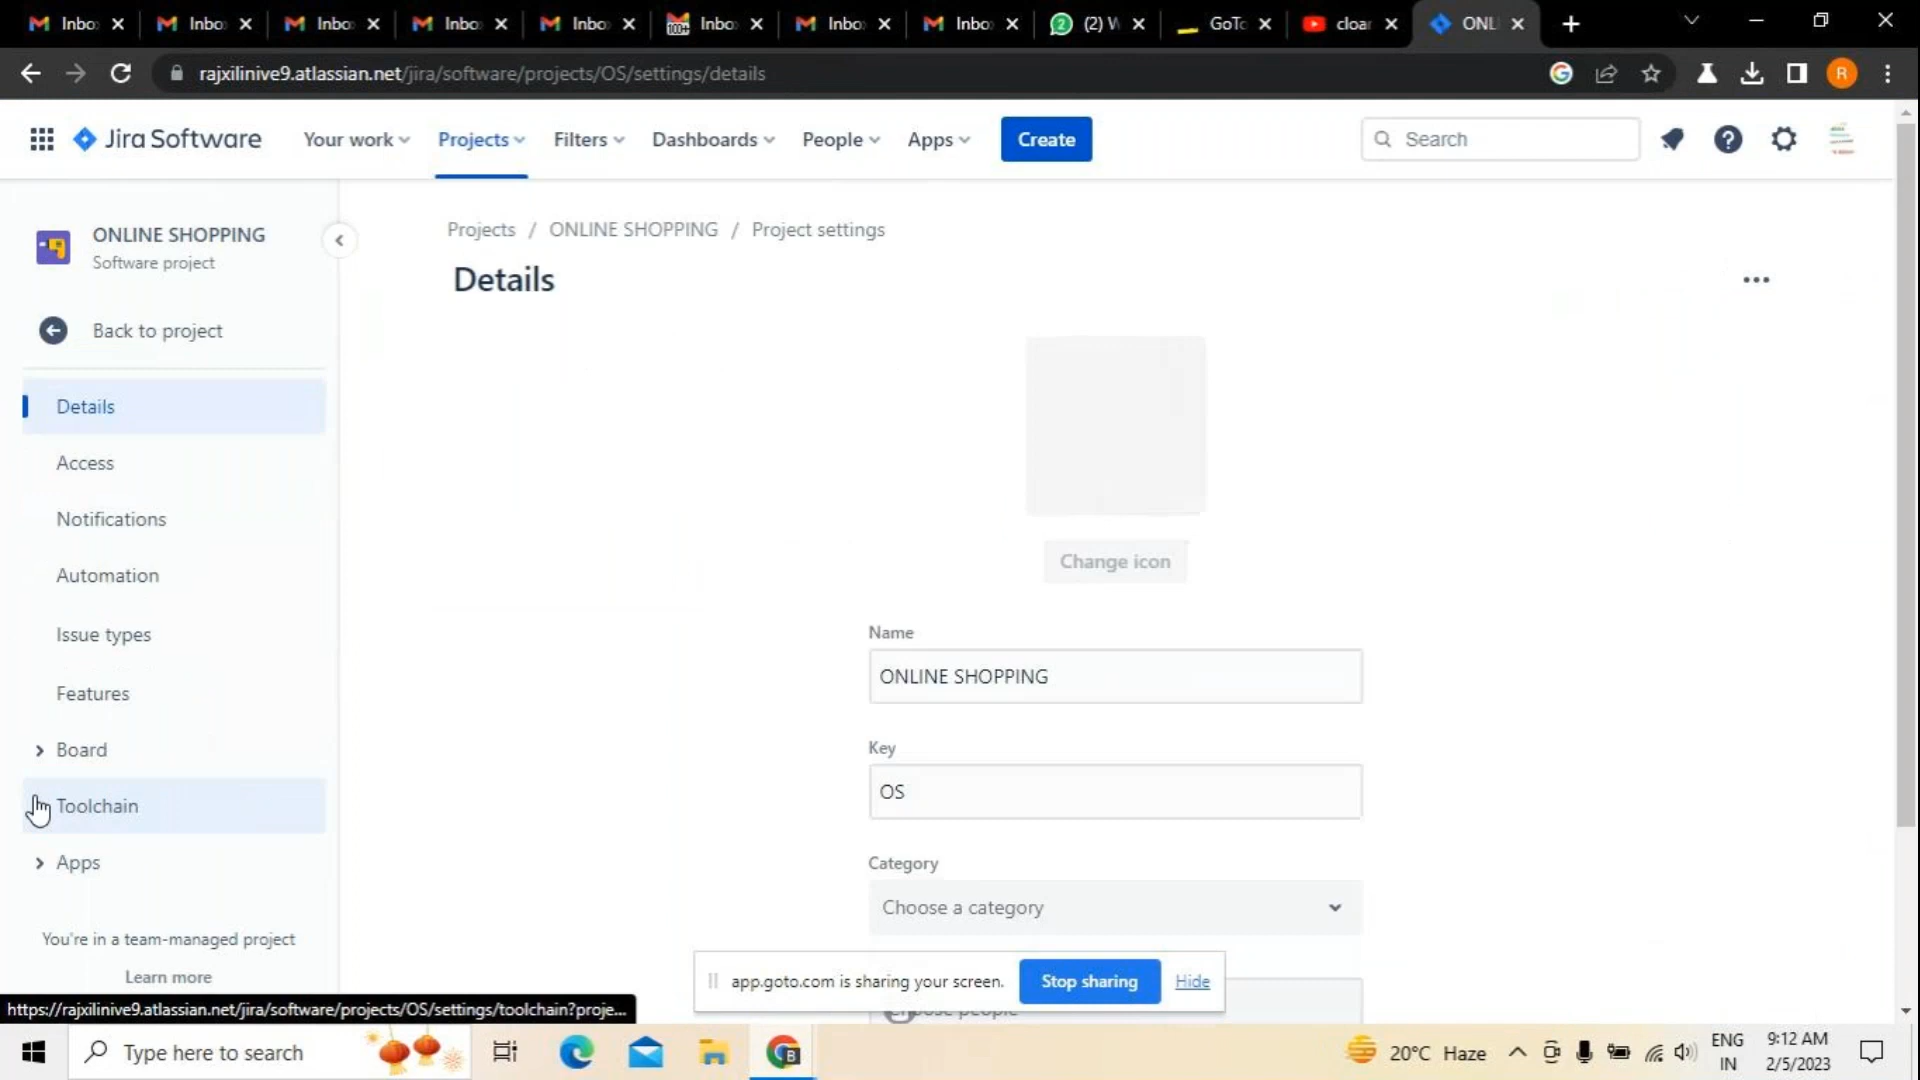 Inbo Inbo Inbo Inbo Inbo 100+ Inbo Inbo Inbo (2) W GoTo cloar ONLI
rajxilinive9.atlassian.net/jira/software/projects/OS/settings/details R
Jira Software Your work Projects Filters Dashboards People Apps Create Search
ONLINE SHOPPING
Software project
Back to project
Details
Access
Notifications
Automation
Issue types
Features
Board
Toolchain
Apps
You're in a team-managed project
Learn more
https://rajxilinive9.atlassian.net/jira/software/projects/OS/settings/toolchain?proje...
Projects / ONLINE SHOPPING / Project settings
Details
Change icon
Name
ONLINE SHOPPING
Key
OS
Category
Choose a category
app.goto.com is sharing your screen. Stop sharing Hide
Choose people
Type here to search B 20°C Haze ENG IN 9:12 AM 2/5/2023